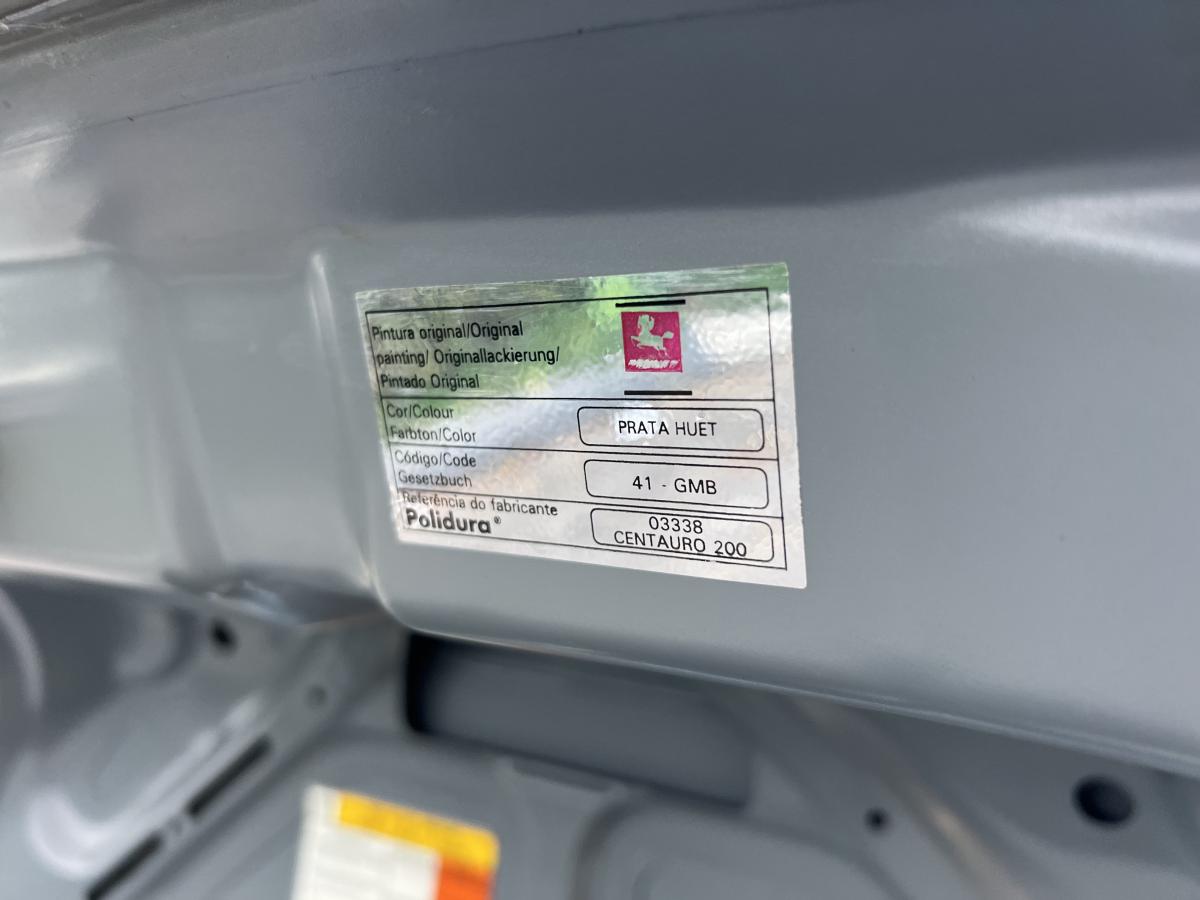 Pintura original/Original
painting/ Originallackierung/
Pintado Original
Cor/Colour
Farbton/Color
PRATA HUET
Código/Code
Gesetzbuch
41 - GMB
Referência do fabricante
Polidura®
03338
CENTAURO 200